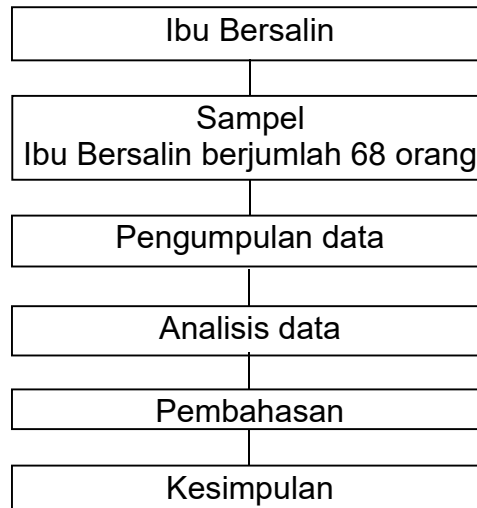 Ibu Bersalin
Sampel
Ibu Bersalin berjumlah 68 orang
Pengumpulan data
Analisis data
Pembahasan
Kesimpulan